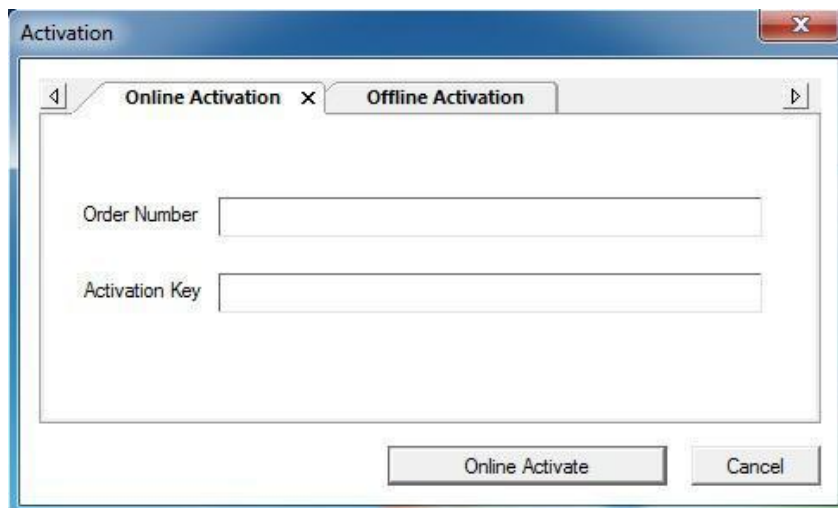 Activation
Online Activation Offline Activation
Order Number
Activation Key
Online Activate Cancel